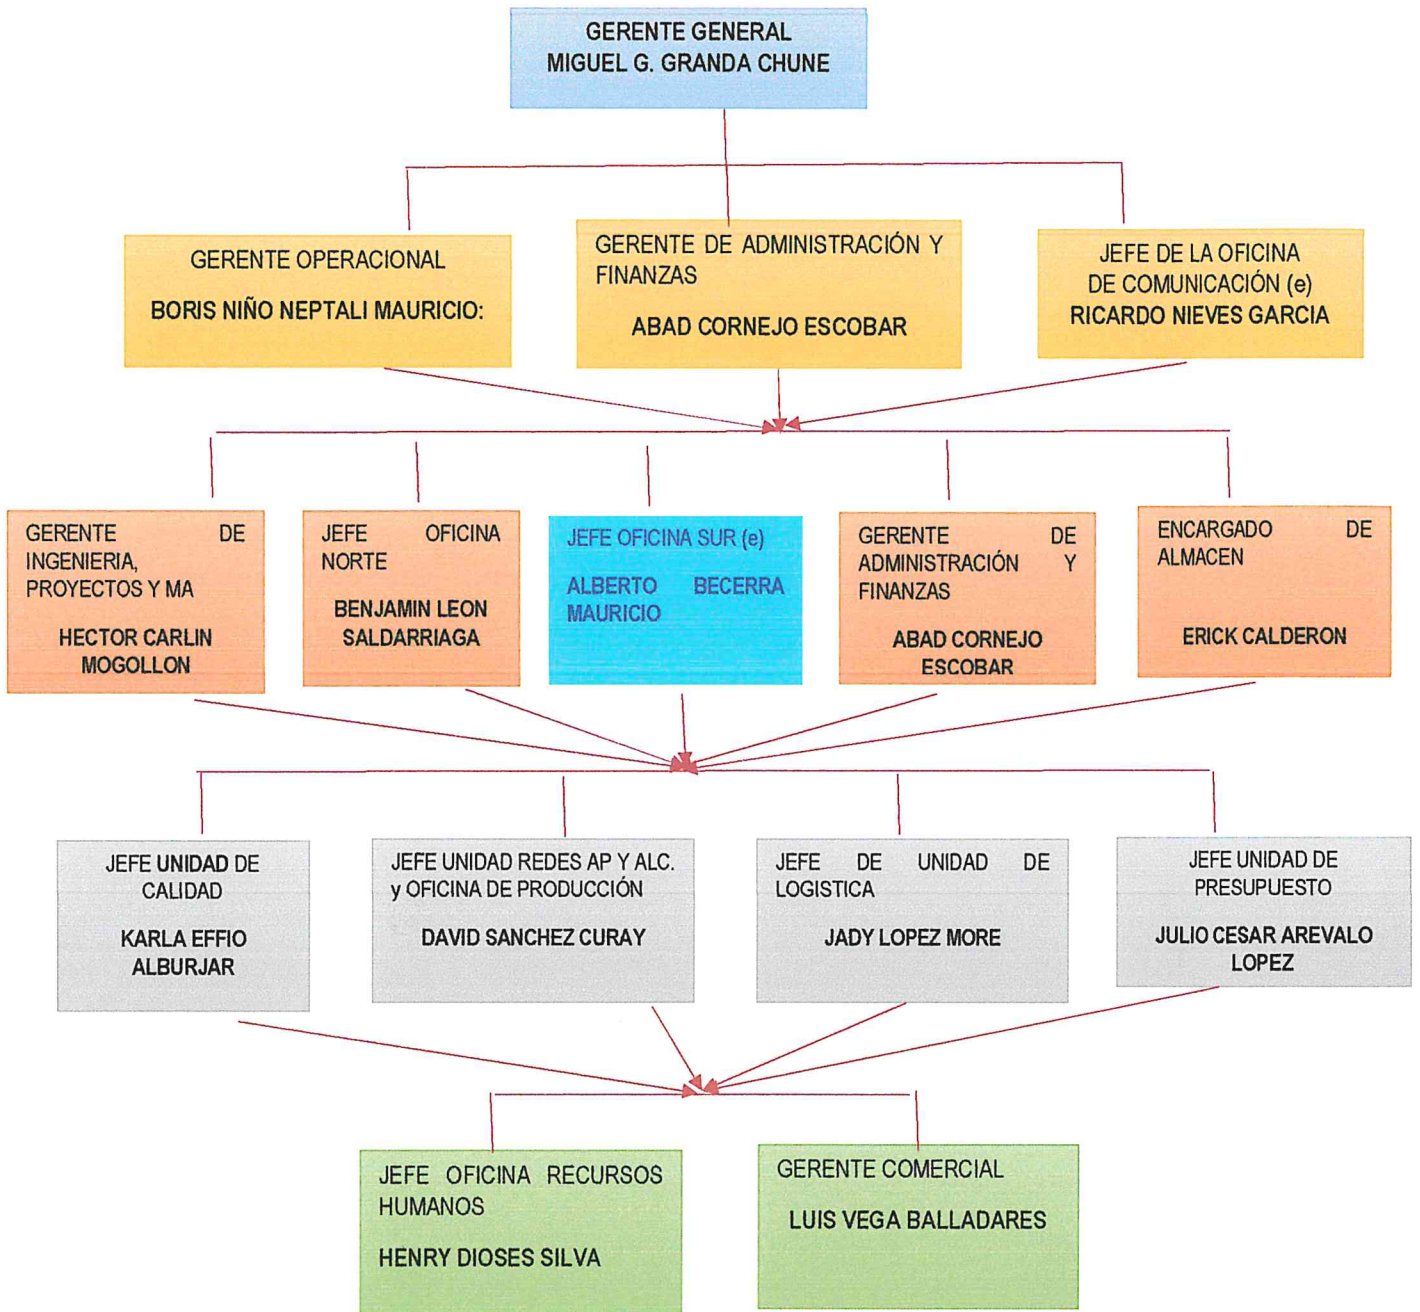 GERENTE GENERAL
MIGUEL G. GRANDA CHUNE
GERENTE OPERACIONAL
BORIS NIÑO NEPTALI MAURICIO:
GERENTE DE ADMINISTRACIÓN Y
FINANZAS
ABAD CORNEJO ESCOBAR
JEFE DE LA OFICINA
DE COMUNICACIÓN (e)
RICARDO NIEVES GARCIA
GERENTE DE
INGENIERIA,
PROYECTOS Y MA
HECTOR CARLIN
MOGOLLON
JEFE OFICINA
NORTE
BENJAMIN LEON
SALDARRIAGA
JEFE OFICINA SUR (e)
ALBERTO BECERRA
MAURICIO
GERENTE DE
ADMINISTRACIÓN Y
FINANZAS
ABAD CORNEJO
ESCOBAR
ENCARGADO DE
ALMACEN
ERICK CALDERON
JEFE UNIDAD DE
CALIDAD
KARLA EFFIO
ALBURJAR
JEFE UNIDAD REDES AP Y ALC.
y OFICINA DE PRODUCCIÓN
DAVID SANCHEZ CURAY
JEFE DE UNIDAD DE
LOGISTICA
JADY LOPEZ MORE
JEFE UNIDAD DE
PRESUPUESTO
JULIO CESAR AREVALO
LOPEZ
JEFE OFICINA RECURSOS
HUMANOS
HENRY DIOSES SILVA
GERENTE COMERCIAL
LUIS VEGA BALLADARES